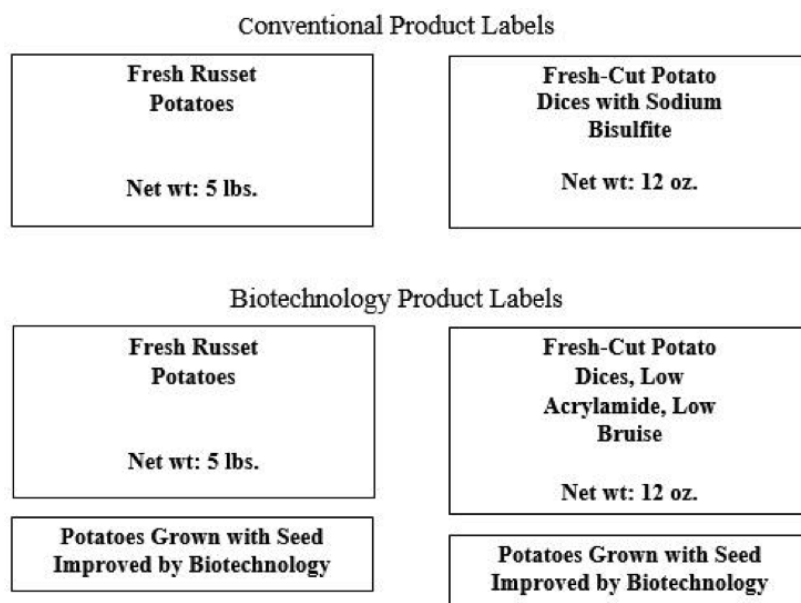 Conventional Product Labels
Fresh Russet
Potatoes
Net wt: 5 lbs.
Fresh-Cut Potato
Dices with Sodium
Bisulfite
Net wt: 12 oz.
Biotechnology Product Labels
Fresh Russet
Potatoes
Net wt: 5 lbs.
Potatoes Grown with Seed
Improved by Biotechnology
Fresh-Cut Potato
Dices, Low
Acrylamide, Low
Bruise
Net wt: 12 oz.
Potatoes Grown with Seed
Improved by Biotechnology